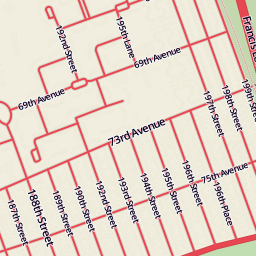 192nd Street
195th Lane
Francis
69th Avenue
69th Avenue
197th Street
198th Street
199th Street
73rd Avenue
187th Street
188th Street
189th Street
190th Street
192nd Street
193rd Street
194th Street
195th Street
196th Street
196th Place
75th Avenue